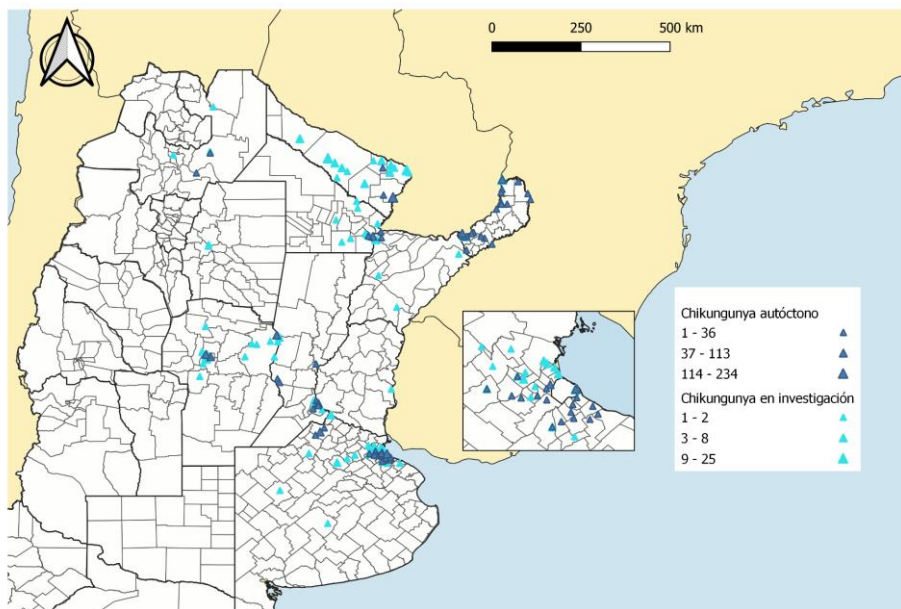 0 250 500 km
Chikungunya autóctono
1 - 36
37 - 113
114 - 234
Chikungunya en investigación
1 - 2
3 - 8
9 - 25